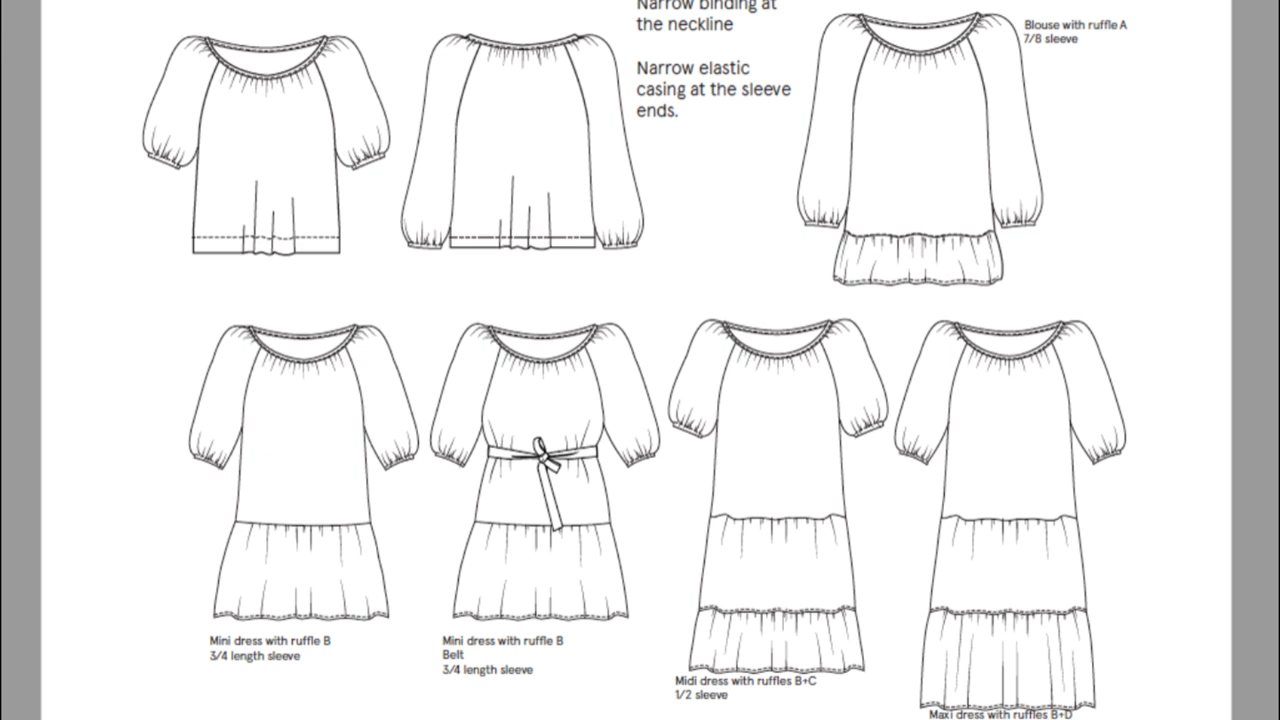 Narrow binding at
the neckline
Narrow elastic
casing at the sleeve
ends.
Blouse with ruffle A
7/8 sleeve
Mini dress with ruffle B
3/4 length sleeve
Mini dress with ruffle B
Belt
3/4 length sleeve
Midi dress with ruffles B+C
1/2 sleeve
Maxi dress with ruffles B+D